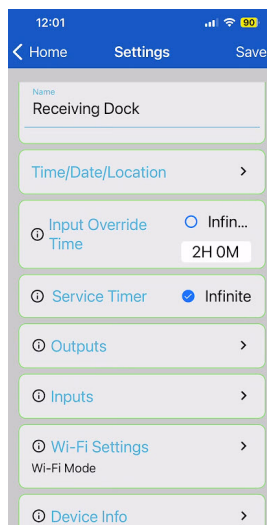 12:01
90
Home Settings Save
Name
Receiving Dock
Time/Date/Location
Input Override
Time
Infin...
2H 0M
Service Timer Infinite
Outputs
Inputs
Wi-Fi Settings
Wi-Fi Mode
Device Info